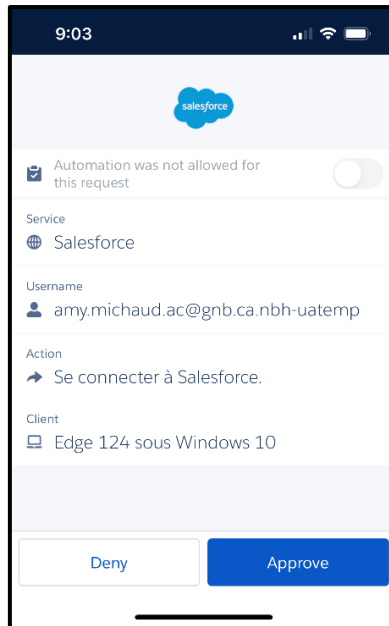 9:03
salesforce
Automation was not allowed for
this request
Service
Salesforce
Username
amy.michaud.ac@gnb.ca.nbh-uatemp
Action
Se connecter à Salesforce.
Client
Edge 124 sous Windows 10
Deny
Approve